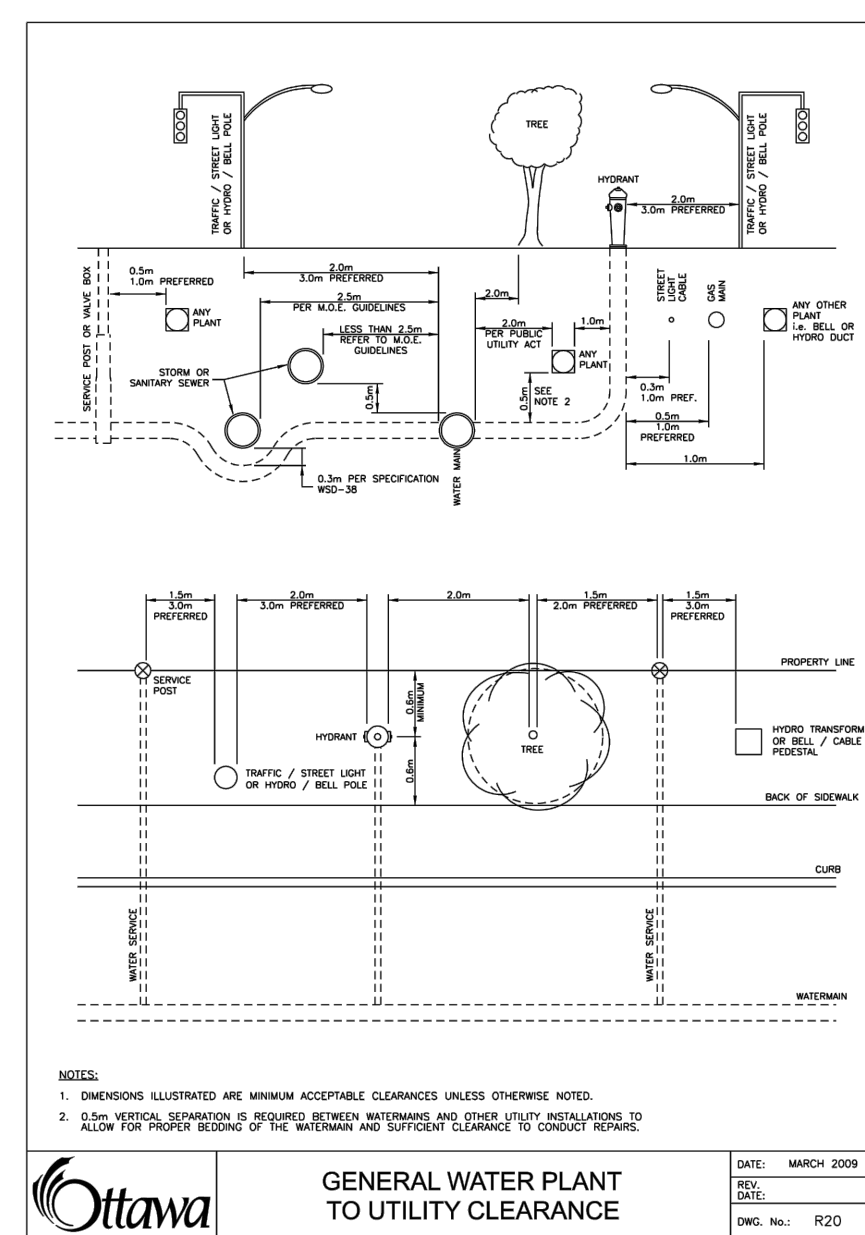 TRAFFIC / STREET LIGHT
OR HYDRO / BELL POLE
TREE
HYDRANT
TRAFFIC / STREET LIGHT
OR HYDRO / BELL POLE
2.0m
3.0m PREFERRED
SERVICE POST OR VALVE BOX
0.5m
1.0m PREFERRED
ANY
PLANT
2.0m
3.0m PREFERRED
2.5m
PER M.O.E. GUIDELINES
LESS THAN 2.5m
REFER TO M.O.E.
GUIDELINES
STORM OR
SANITARY SEWER
0.5m
2.0m
2.0m
PER PUBLIC
UTILITY ACT
1.0m
ANY
PLANT
0.5m
SEE
NOTE 2
STREET
LIGHT
CABLE
GAS
MAIN
ANY OTHER
PLANT
i.e. BELL OR
HYDRO DUCT
0.3m
1.0m PREF.
0.5m
1.0m
PREFERRED
1.0m
0.3m PER SPECIFICATION
WSD-38
WATER MAIN
1.5m
3.0m
PREFERRED
2.0m
3.0m PREFERRED
2.0m
1.5m
2.0m PREFERRED
1.5m
3.0m
PREFERRED
PROPERTY LINE
SERVICE
POST
0.6m
MINIMUM
HYDRANT
0.6m
TREE
TRAFFIC / STREET LIGHT
OR HYDRO / BELL POLE
HYDRO TRANSFORM
OR BELL / CABLE
PEDESTAL
BACK OF SIDEWALK
CURB
WATER SERVICE
WATER SERVICE
WATERMAIN
NOTES:
1. DIMENSIONS ILLUSTRATED ARE MINIMUM ACCEPTABLE CLEARANCES UNLESS OTHERWISE NOTED.
2. 0.5m VERTICAL SEPARATION IS REQUIRED BETWEEN WATERMAINS AND OTHER UTILITY INSTALLATIONS TO
ALLOW FOR PROPER BEDDING OF THE WATERMAIN AND SUFFICIENT CLEARANCE TO CONDUCT REPAIRS.
Ottawa
GENERAL WATER PLANT
TO UTILITY CLEARANCE
DATE: MARCH 2009
REV.
DATE:
DWG. No.: R20